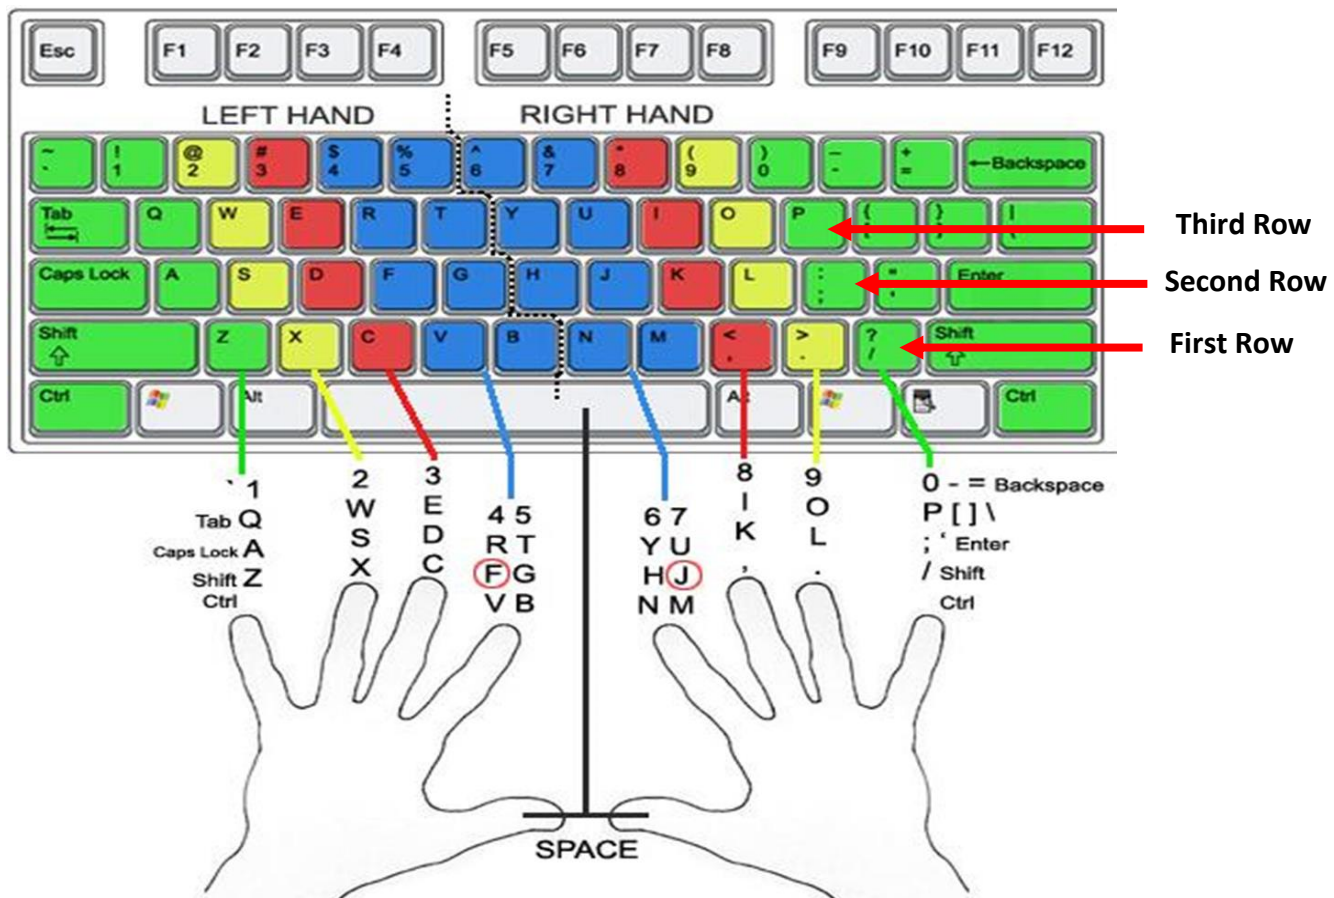 Esc F1 F2 F3 F4 F5 F6 F7 F8 F9 F10 F11 F12
LEFT HAND RIGHT HAND
~ ! @ # $ % ^ & * ( ) _ +
` 1 2 3 4 5 6 7 8 9 0 - = ←Backspace
Tab Q W E R T Y U I O P { } |
[ ] \
Third Row
Caps Lock A S D F G H J K L : " Enter
; '
Second Row
Shift Z X C V B N M < > ? Shift
, . /
First Row
Ctrl Alt Alt Ctrl
` 1
Tab Q
Caps Lock A
Shift Z
Ctrl
2
W
S
X
3
E
D
C
4 5
R T
F G
V B
6 7
Y U
H J
N M
8
I
K
,
9
O
L
.
0 - = Backspace
P [ ] \
; ‘ Enter
/ Shift
Ctrl
SPACE